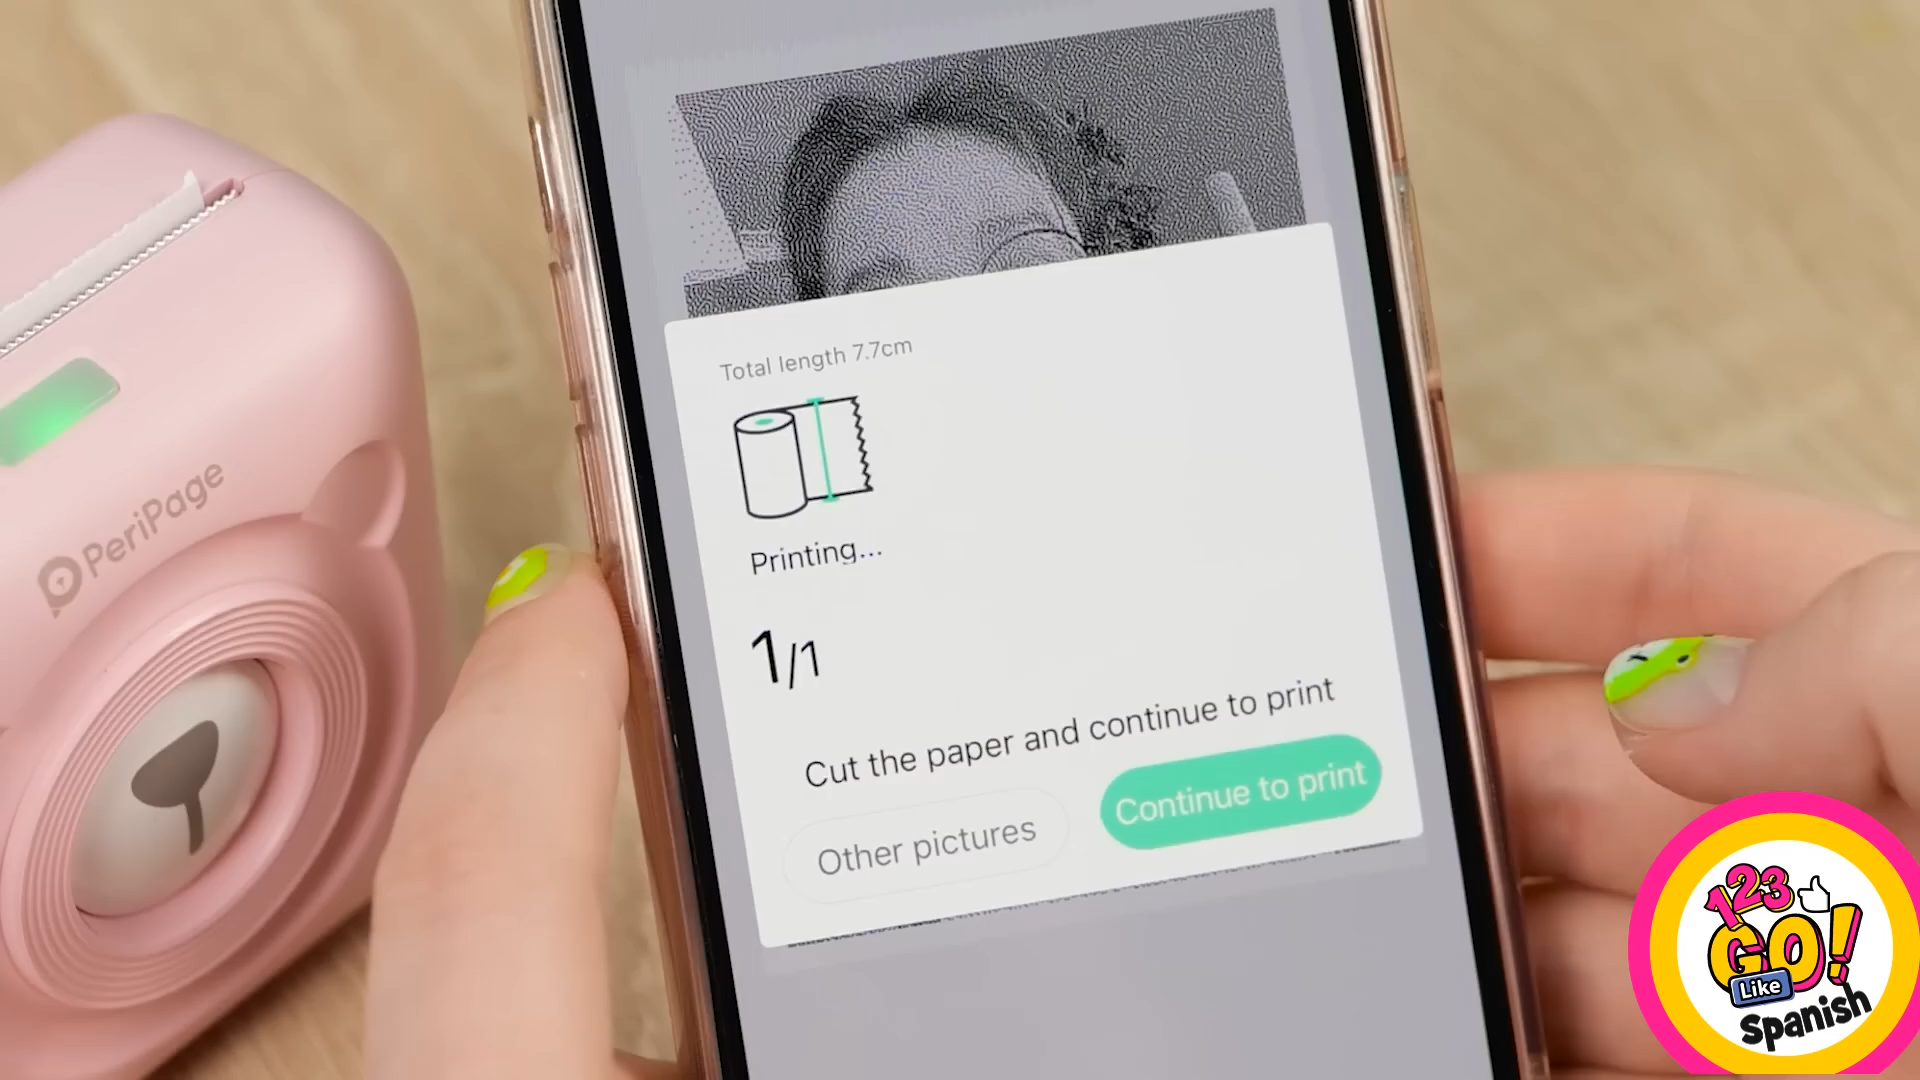 Total length 7.7cm
Printing...
1/1
Cut the paper and continue to print
Other pictures
Continue to print
PeriPage
123
GO!
Like
Spanish